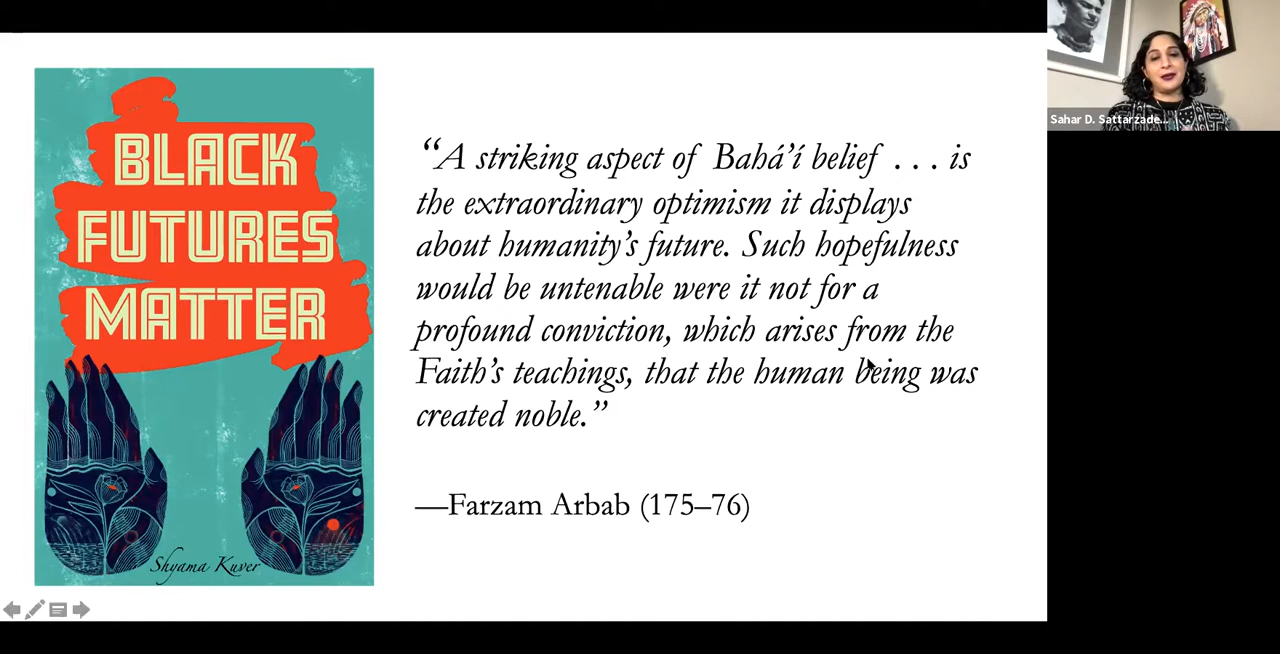 BLACK
FUTURES
MATTER
Shyama Kuver
“A striking aspect of Bahá’í belief . . . is
the extraordinary optimism it displays
about humanity’s future. Such hopefulness
would be untenable were it not for a
profound conviction, which arises from the
Faith’s teachings, that the human being was
created noble.”
—Farzam Arbab (175–76)
Sahar D. Sattarzade...